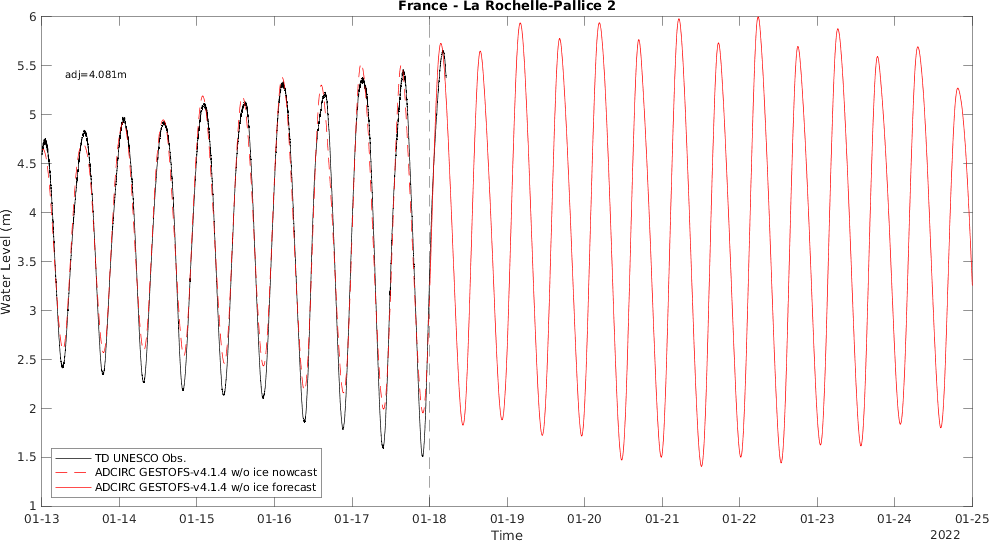 France - La Rochelle-Pallice 2
adj=4.081m
6
5.5
5
4.5
4
3.5
3
2.5
2
1.5
1
Water Level (m)
TD UNESCO Obs.
ADCIRC GESTOFS-v4.1.4 w/o ice nowcast
ADCIRC GESTOFS-v4.1.4 w/o ice forecast
01-13 01-14 01-15 01-16 01-17 01-18 01-19 01-20 01-21 01-22 01-23 01-24 01-25
Time
2022